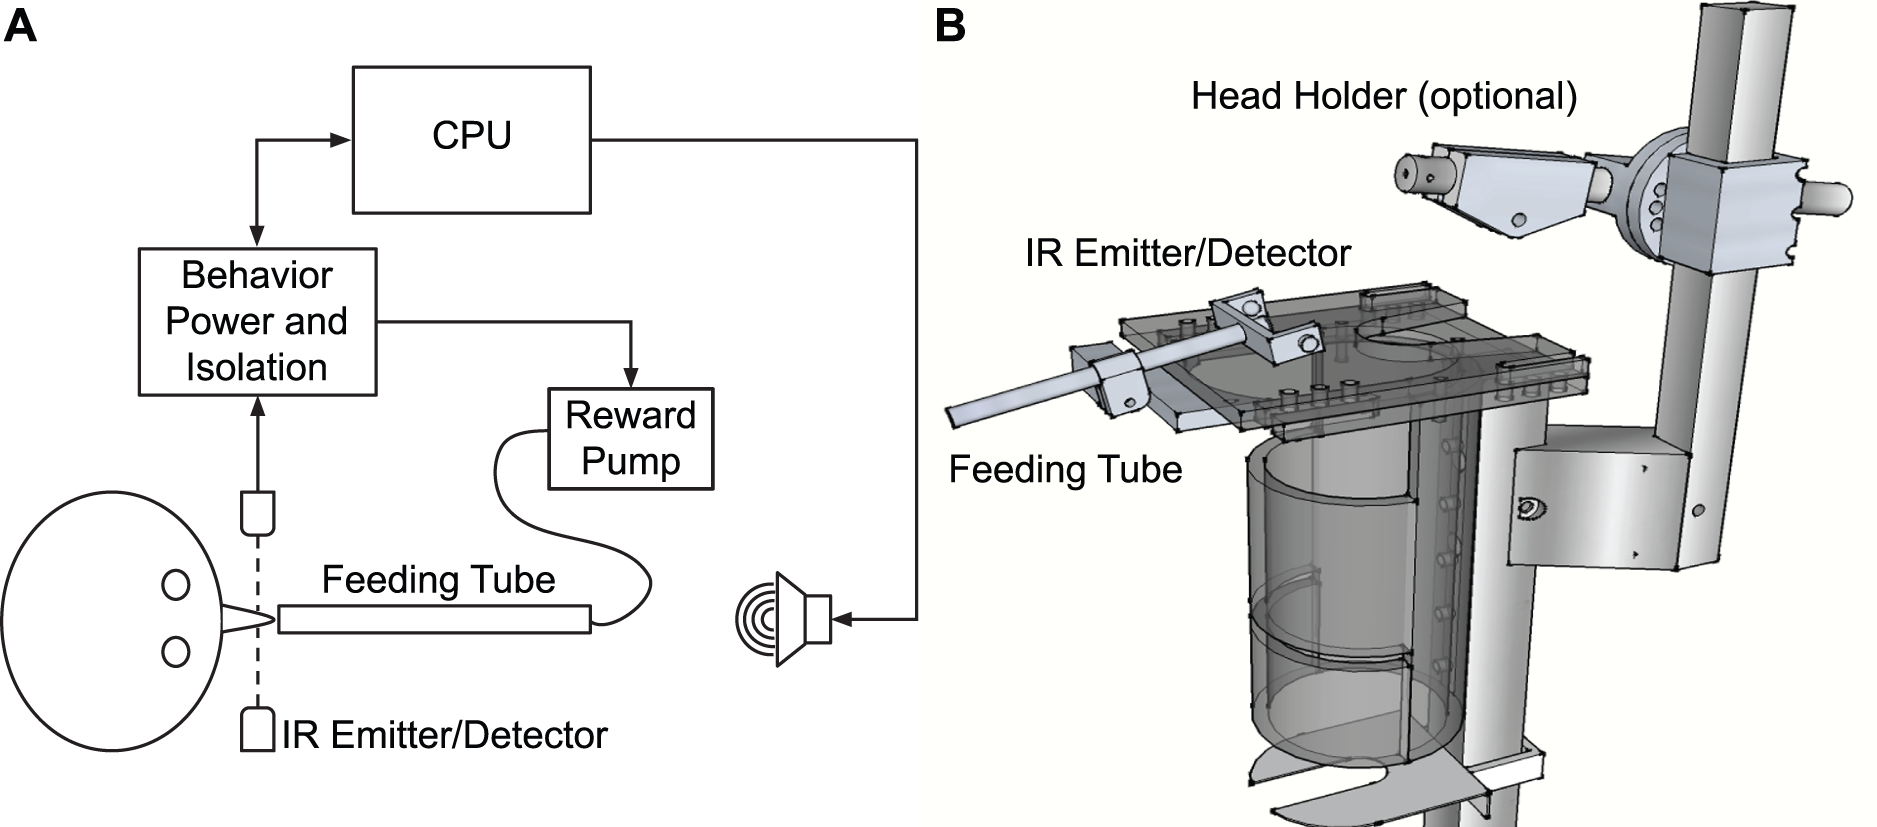 A
CPU
Behavior
Power and
Isolation
Reward
Pump
Feeding Tube
IR Emitter/Detector
B
Head Holder (optional)
IR Emitter/Detector
Feeding Tube